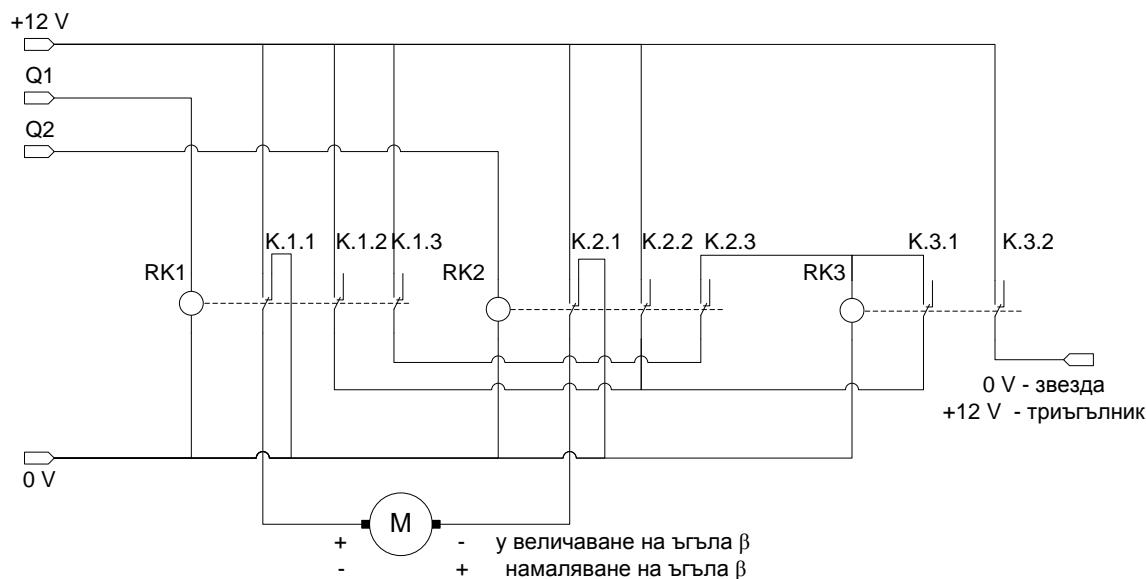 +12 V
Q1
Q2
K.1.1
K.1.2
K.1.3
K.2.1
K.2.2
K.2.3
K.3.1
K.3.2
RK1
RK2
RK3
0 V - звезда
+12 V - триъгълник
0 V
M
+ - у величаване на ъгъла β
- + намаляване на ъгъла β